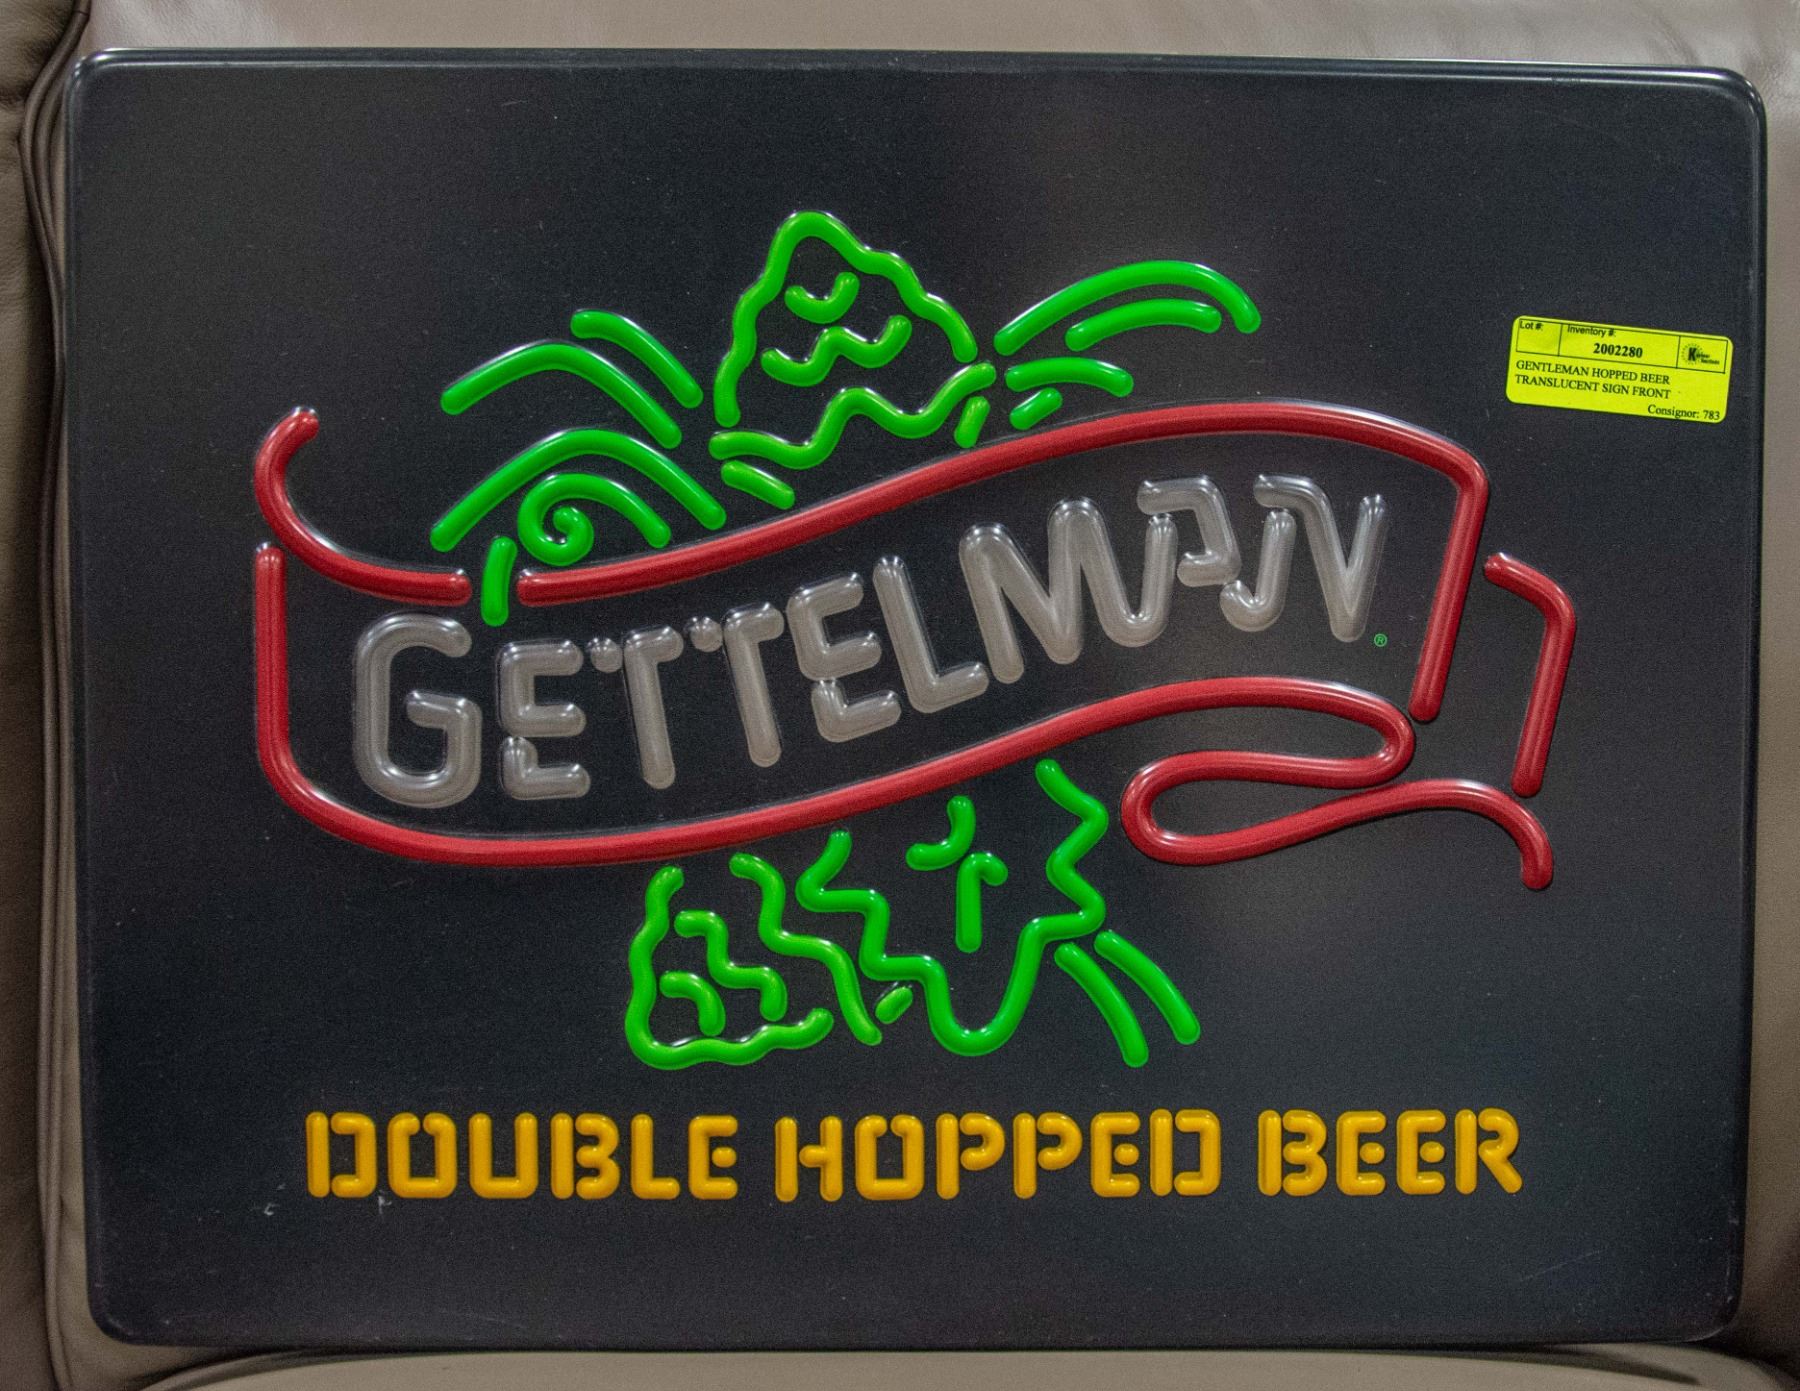 GETTELMAN®
DOUBLE HOPPED BEER
Lot #: Inventory #:
2002280
GENTLEMAN HOPPED BEER
TRANSLUCENT SIGN FRONT
Consignor: 783